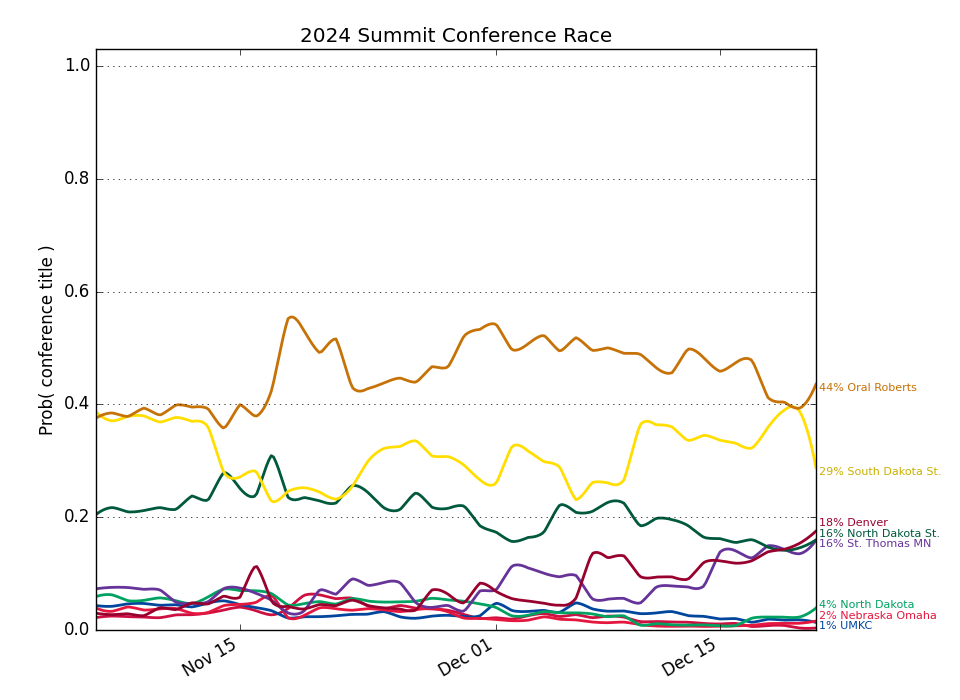 2024 Summit Conference Race
1.0
0.8
0.6
0.4
0.2
0.0
Prob( conference title )
Nov 15
Dec 01
Dec 15
44% Oral Roberts
29% South Dakota St.
18% Denver
16% North Dakota St.
16% St. Thomas MN
4% North Dakota
2% Nebraska Omaha
1% UMKC